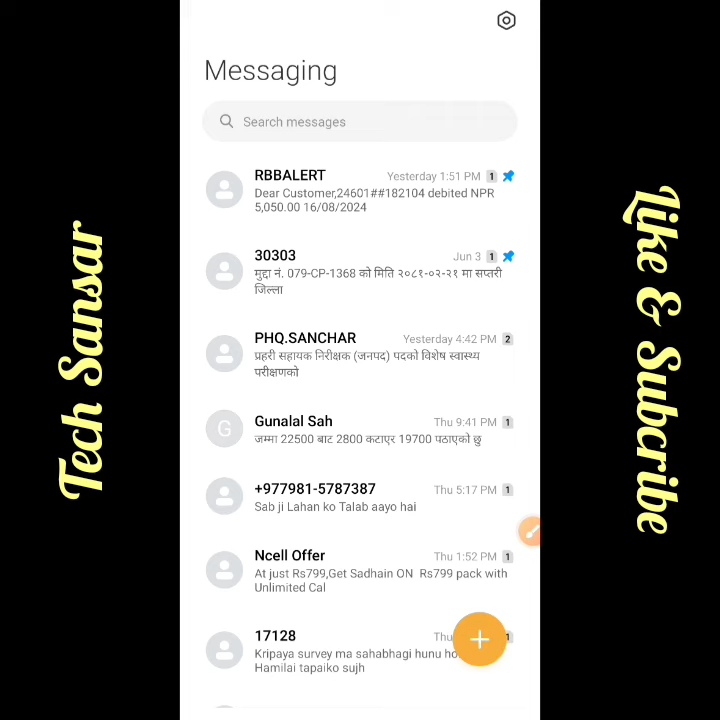 Tech Sansar
Messaging
Search messages
RBBALERT
Yesterday 1:51 PM 1
Dear Customer,24601##182104 debited NPR
5,050.00 16/08/2024
30303
Jun 3 1
मुद्दा नं. 079-CP-1368 को मिति २०८१-०२-२१ मा सप्तरी
जिल्ला
PHQ.SANCHAR
Yesterday 4:42 PM 2
प्रहरी सहायक निरीक्षक (जनपद) पदको विशेष स्वास्थ्य
परीक्षणको
G
Gunalal Sah
Thu 9:41 PM 1
जम्मा 22500 बाट 2800 कटाएर 19700 पठाएको छु
+977981-5787387
Thu 5:17 PM 1
Sab ji Lahan ko Talab aayo hai
Ncell Offer
Thu 1:52 PM 1
At just Rs799,Get Sadhain ON Rs799 pack with
Unlimited Cal
17128
Thu
1
Kripaya survey ma sahabhagi hunu ho
Hamilai tapaiko sujh
Like & Subcribe